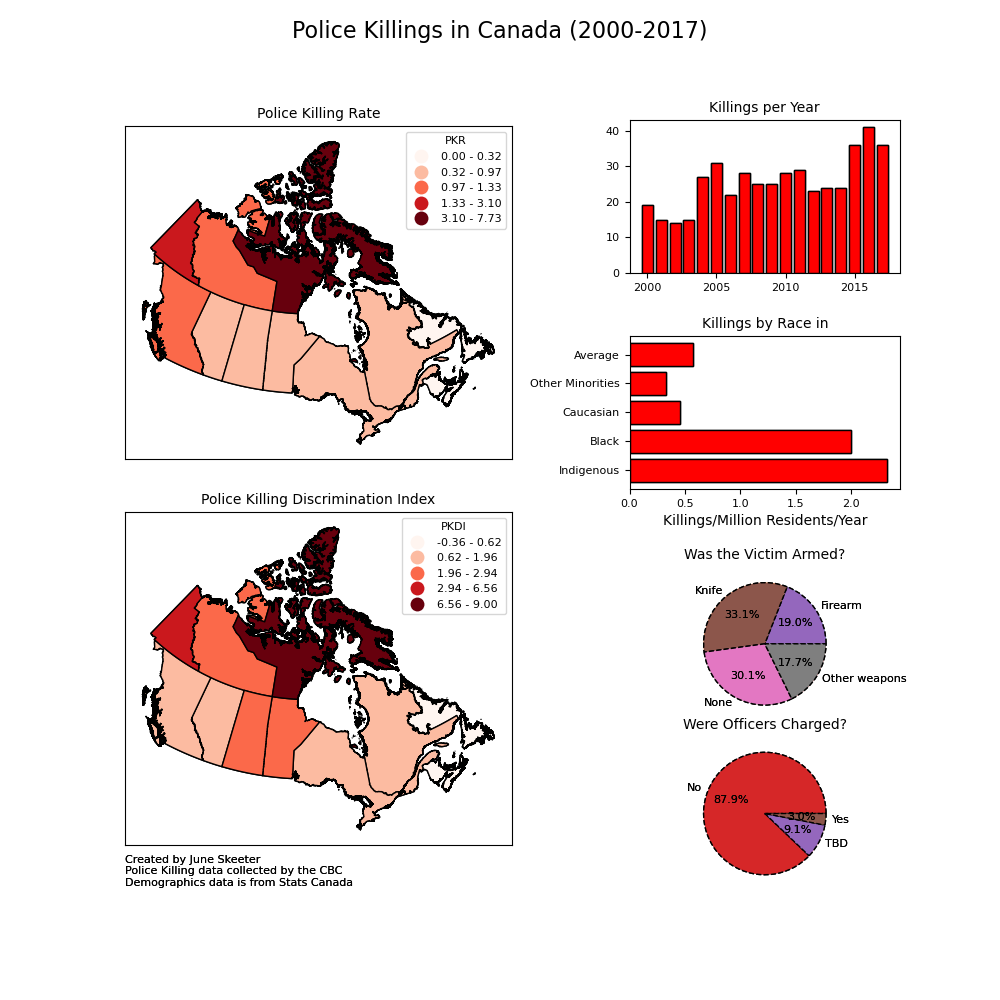 Police Killings in Canada (2000-2017)
Police Killing Rate
PKR
0.00 - 0.32
0.32 - 0.97
0.97 - 1.33
1.33 - 3.10
3.10 - 7.73
Killings per Year
40
30
20
10
0
2000
2005
2010
2015
Killings by Race in
Average
Other Minorities
Caucasian
Black
Indigenous
0.0
0.5
1.0
1.5
2.0
Killings/Million Residents/Year
Police Killing Discrimination Index
PKDI
-0.36 - 0.62
0.62 - 1.96
1.96 - 2.94
2.94 - 6.56
6.56 - 9.00
Was the Victim Armed?
Knife
Firearm
33.1%
19.0%
30.1%
17.7%
Other weapons
None
Were Officers Charged?
No
87.9%
3.0%
Yes
9.1%
TBD
Created by June Skeeter
Police Killing data collected by the CBC
Demographics data is from Stats Canada